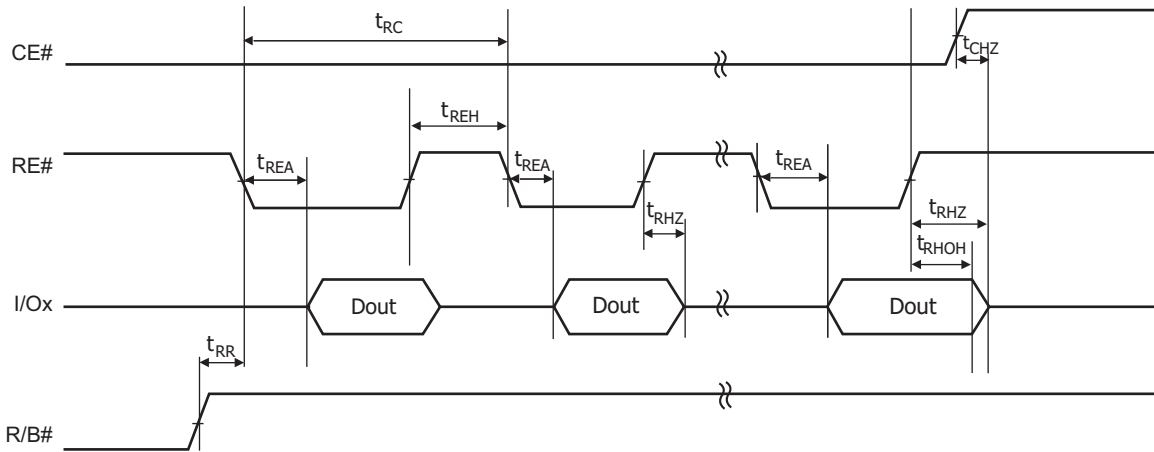 tRC
CE#
tCHZ
tREH
RE#
tREA
tREA
tREA
tRHZ
tRHZ
tRHOH
I/Ox
Dout
Dout
Dout
tRR
R/B#